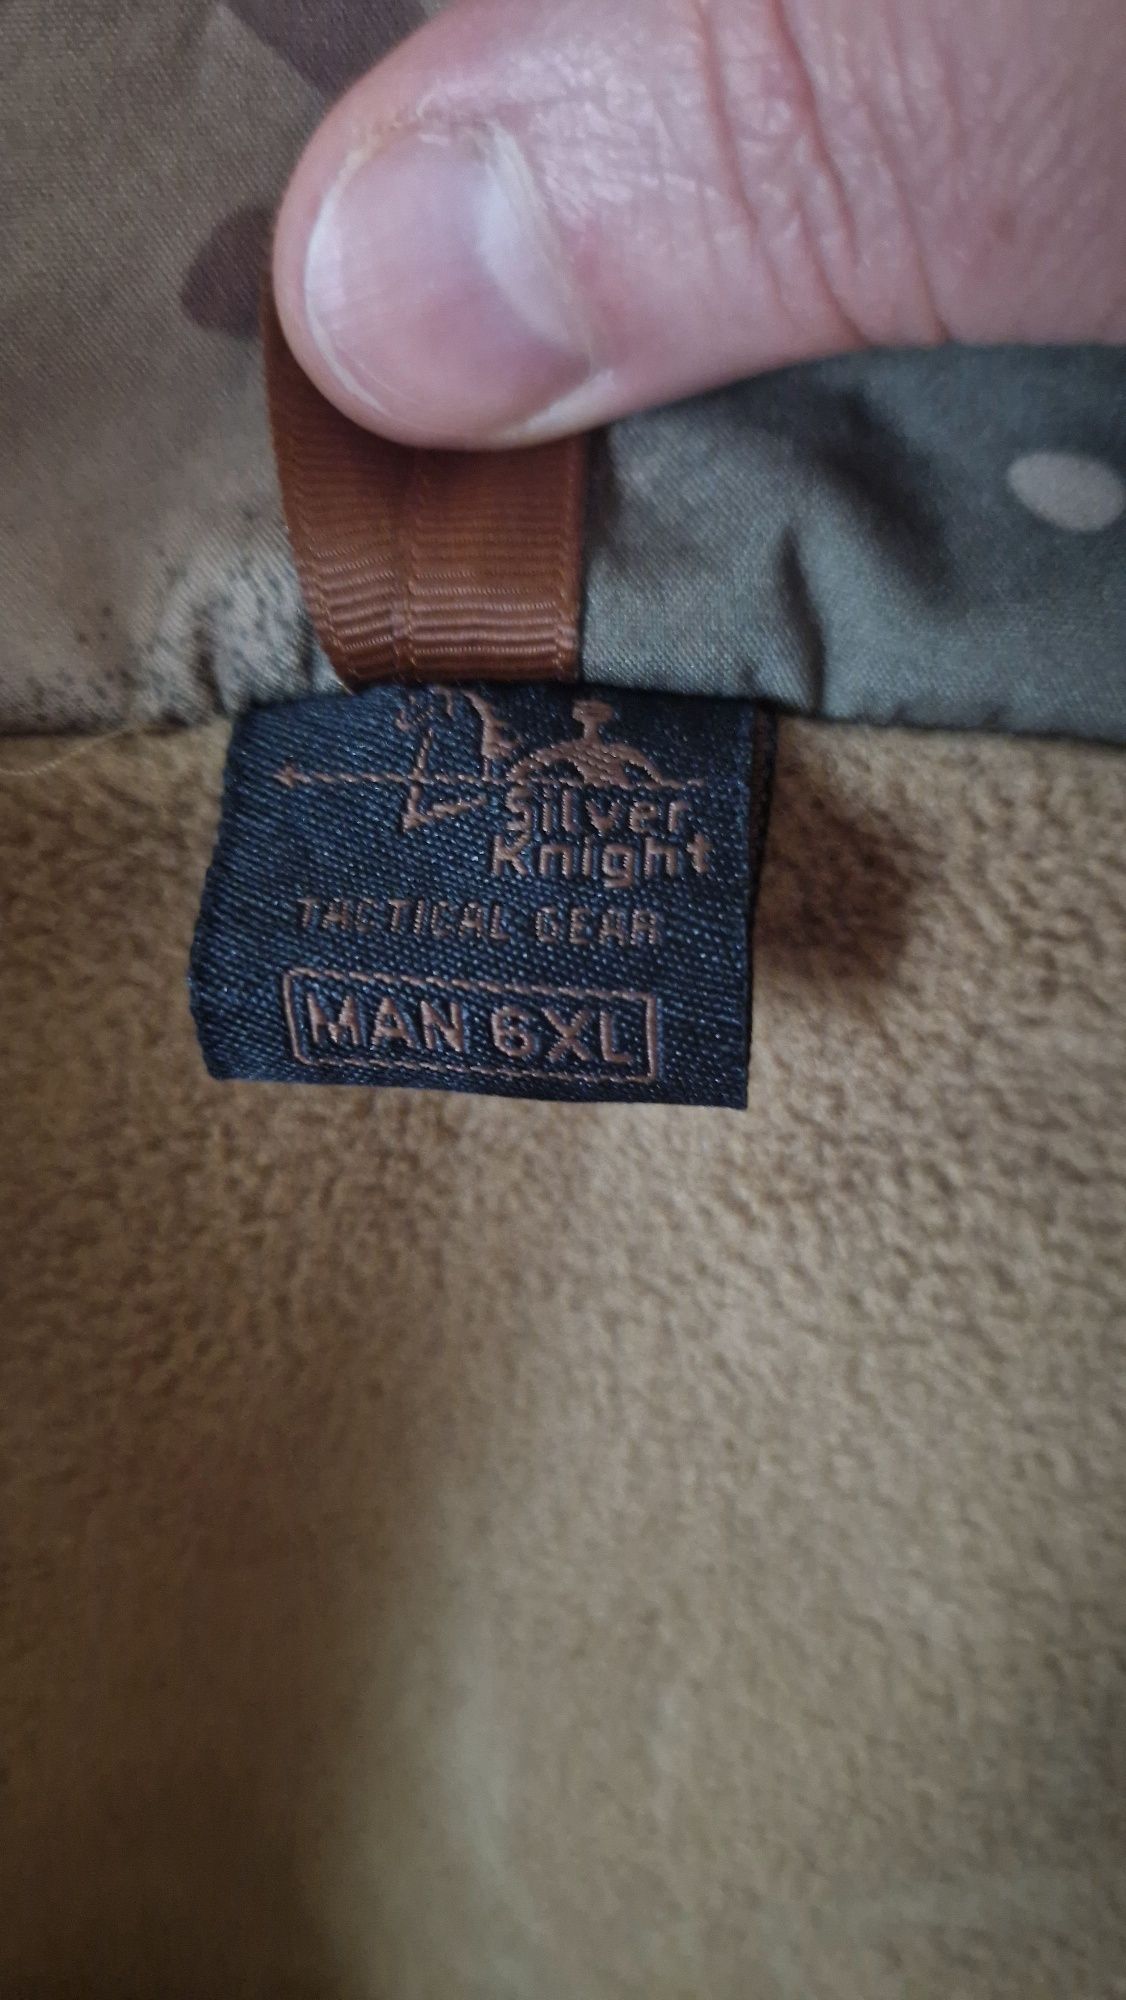 Silver
Knight
TACTICAL GEAR
MAN 6XL